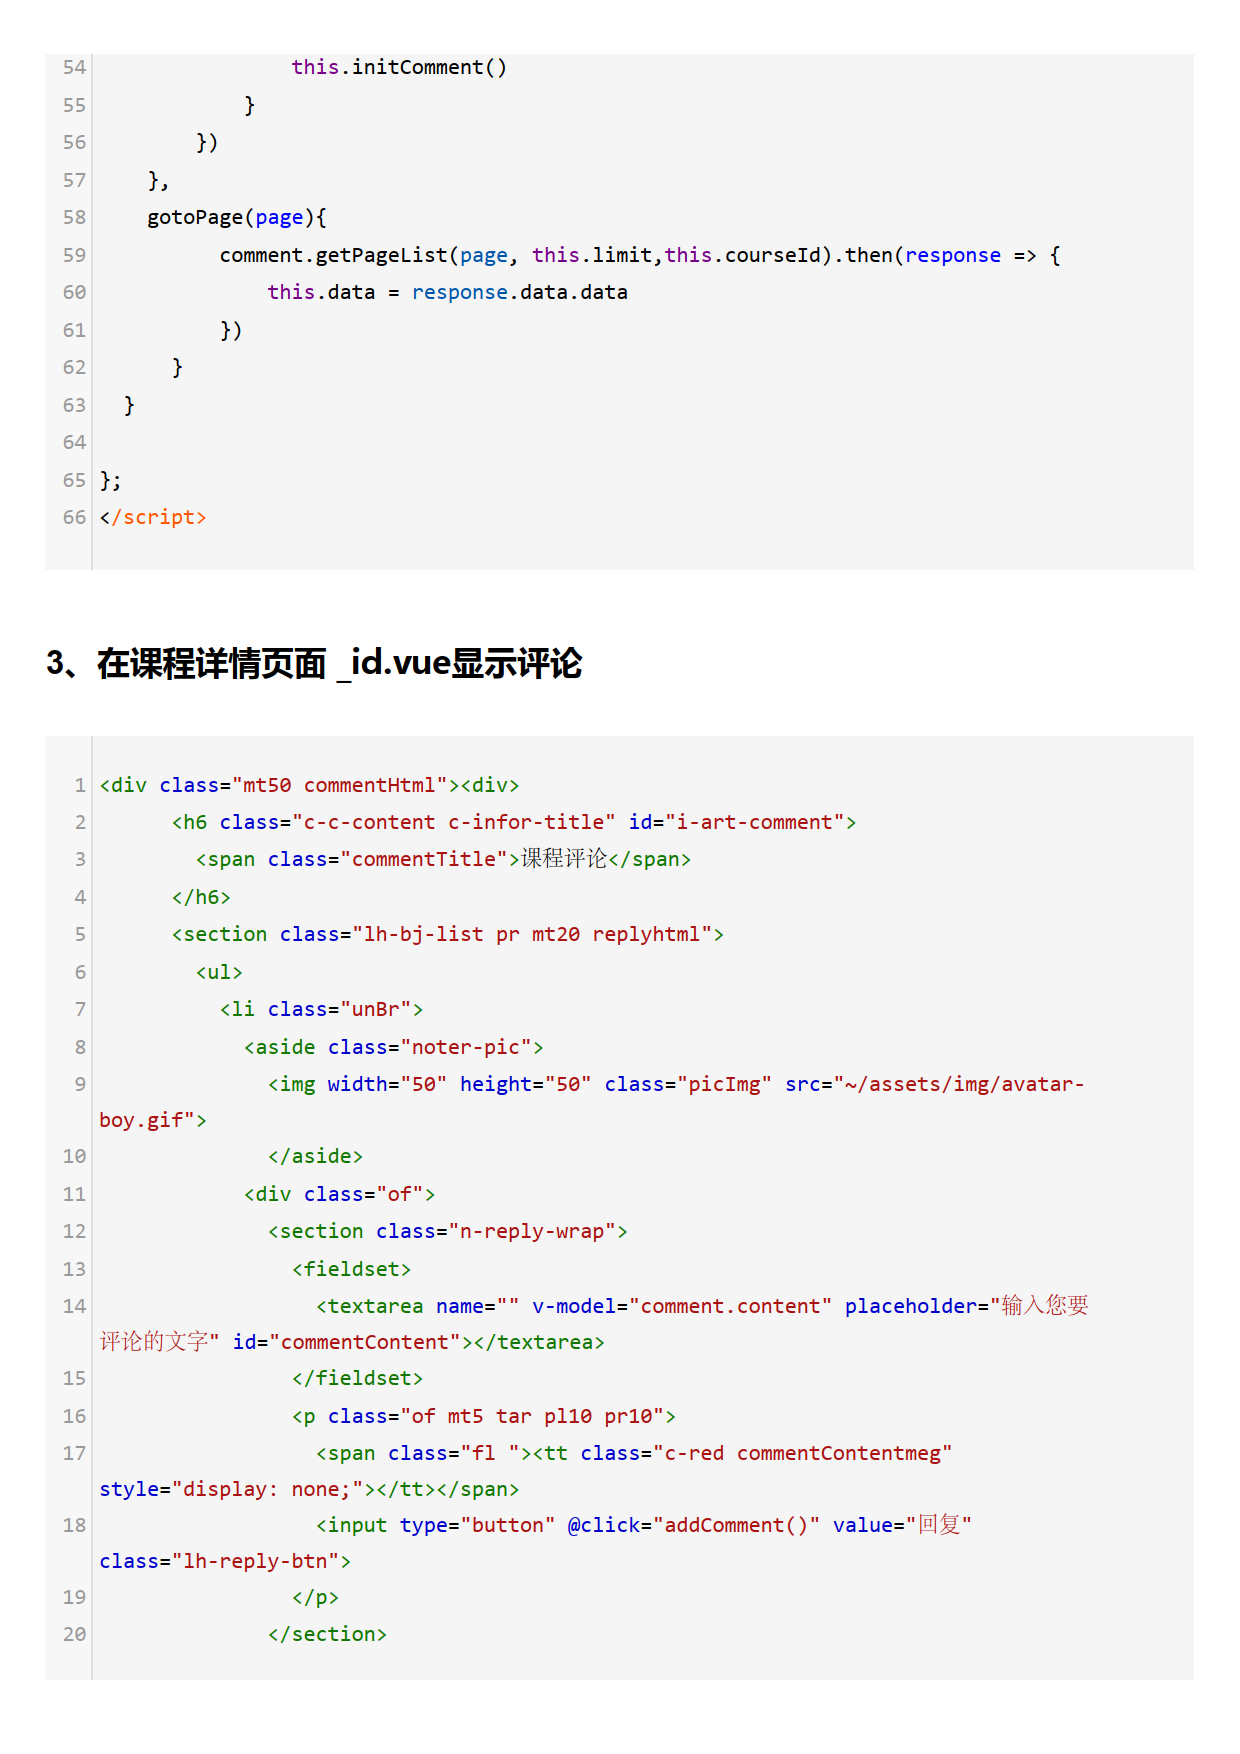 54                 this.initComment()
55             }
56         })
57     },
58     gotoPage(page){
59           comment.getPageList(page, this.limit,this.courseId).then(response => {
60               this.data = response.data.data
61           })
62       }
63   }
64
65 };
66 </script>
3、在课程详情页面 _id.vue显示评论
1 <div class="mt50 commentHtml"><div>
2       <h6 class="c-c-content c-infor-title" id="i-art-comment">
3         <span class="commentTitle">课程评论</span>
4       </h6>
5       <section class="lh-bj-list pr mt20 replyhtml">
6         <ul>
7           <li class="unBr">
8             <aside class="noter-pic">
9               <img width="50" height="50" class="picImg" src="~/assets/img/avatar-
boy.gif">
10               </aside>
11             <div class="of">
12               <section class="n-reply-wrap">
13                 <fieldset>
14                   <textarea name="" v-model="comment.content" placeholder="输入您要
评论的文字" id="commentContent"></textarea>
15                 </fieldset>
16                 <p class="of mt5 tar pl10 pr10">
17                   <span class="fl "><tt class="c-red commentContentmeg"
style="display: none;"></tt></span>
18                   <input type="button" @click="addComment()" value="回复"
class="lh-reply-btn">
19                 </p>
20               </section>